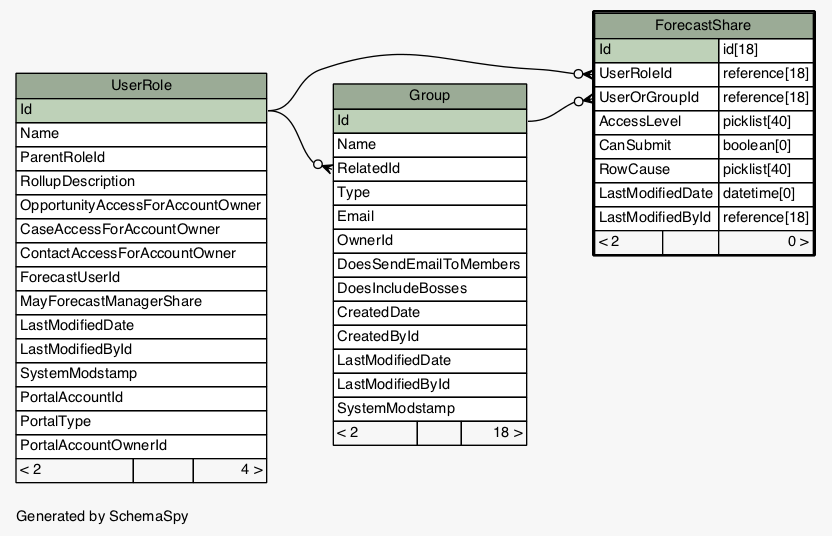 UserRole
Id
Name
ParentRoleId
RollupDescription
OpportunityAccessForAccountOwner
CaseAccessForAccountOwner
ContactAccessForAccountOwner
ForecastUserId
MayForecastManagerShare
LastModifiedDate
LastModifiedById
SystemModstamp
PortalAccountId
PortalType
PortalAccountOwnerId
< 2 4 >
Group
Id
Name
RelatedId
Type
Email
OwnerId
DoesSendEmailToMembers
DoesIncludeBosses
CreatedDate
CreatedById
LastModifiedDate
LastModifiedById
SystemModstamp
< 2 18 >
ForecastShare
Id id[18]
UserRoleId reference[18]
UserOrGroupId reference[18]
AccessLevel picklist[40]
CanSubmit boolean[0]
RowCause picklist[40]
LastModifiedDate datetime[0]
LastModifiedById reference[18]
< 2 0 >
Generated by SchemaSpy